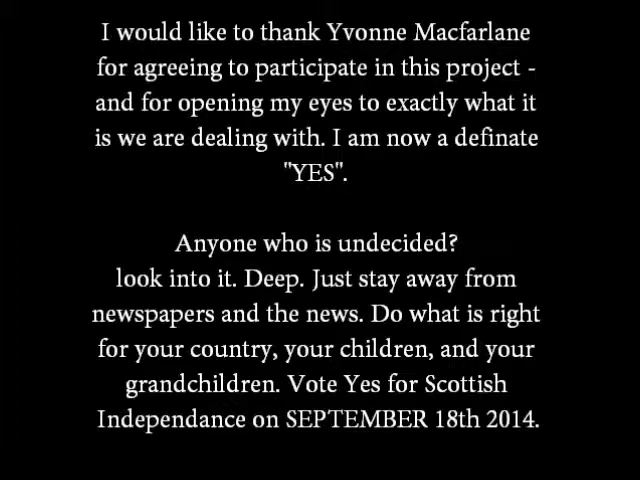 I would like to thank Yvonne Macfarlane
for agreeing to participate in this project -
and for opening my eyes to exactly what it
is we are dealing with. I am now a definate
"YES".
Anyone who is undecided?
look into it. Deep. Just stay away from
newspapers and the news. Do what is right
for your country, your children, and your
grandchildren. Vote Yes for Scottish
Independance on SEPTEMBER 18th 2014.